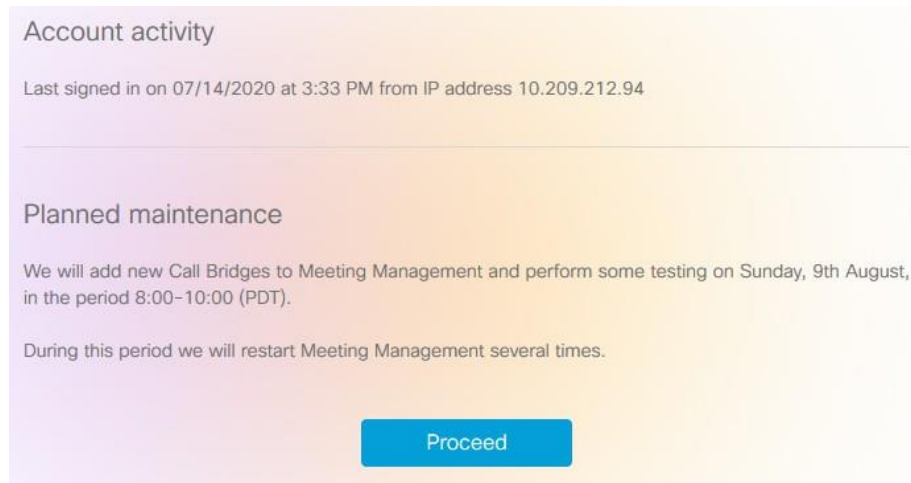 Account activity
Last signed in on 07/14/2020 at 3:33 PM from IP address 10.209.212.94
Planned maintenance
We will add new Call Bridges to Meeting Management and perform some testing on Sunday, 9th August,
in the period 8:00-10:00 (PDT).
During this period we will restart Meeting Management several times.
Proceed